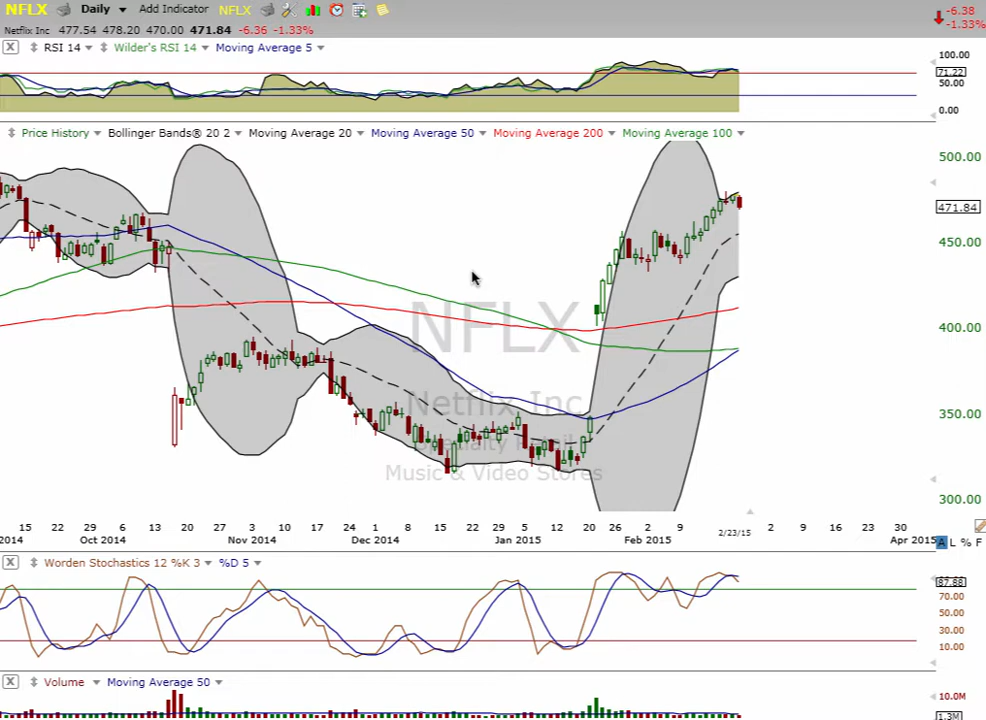 NFLX Daily Add Indicator NFLX -6.38
-1.33%
Netflix Inc 477.54 478.20 470.00 471.84 -6.36 -1.33%
X RSI 14 Wilder's RSI 14 Moving Average 5
100.00
71.22
50.00
0.00
Price History Bollinger Bands® 20 2 Moving Average 20 Moving Average 50 Moving Average 200 Moving Average 100
500.00
471.84
450.00
400.00
350.00
300.00
NFLX
Netflix Inc
Specialty Retail,
Music & Video Stores
15 22 29 6 13 20 27 3 10 17 24 1 8 15 22 29 5 12 20 26 2 9 2 9 16 23 30
2014 Oct 2014 Nov 2014 Dec 2014 Jan 2015 Feb 2015 2/23/15 Apr 2015 A L % F
X Worden Stochastics 12 %K 3 %D 5
87.88
70.00
50.00
30.00
10.00
X Volume Moving Average 50
10.0M
1.3M